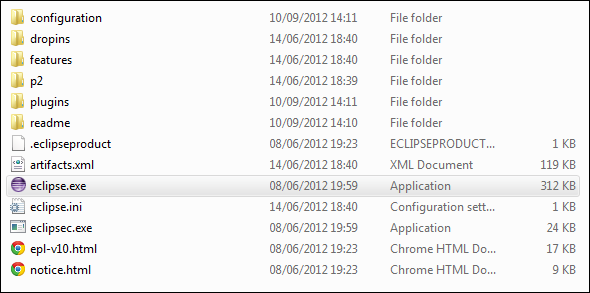 configuration 10/09/2012 14:11 File folder
dropins 14/06/2012 18:40 File folder
features 14/06/2012 18:40 File folder
p2 14/06/2012 18:39 File folder
plugins 10/09/2012 14:11 File folder
readme 10/09/2012 14:10 File folder
.eclipseproduct 08/06/2012 19:23 ECLIPSEPRODUCT... 1 KB
artifacts.xml 14/06/2012 18:40 XML Document 119 KB
eclipse.exe 08/06/2012 19:59 Application 312 KB
eclipse.ini 14/06/2012 18:40 Configuration sett... 1 KB
eclipsec.exe 08/06/2012 19:59 Application 24 KB
epl-v10.html 08/06/2012 19:23 Chrome HTML Do... 17 KB
notice.html 08/06/2012 19:23 Chrome HTML Do... 9 KB